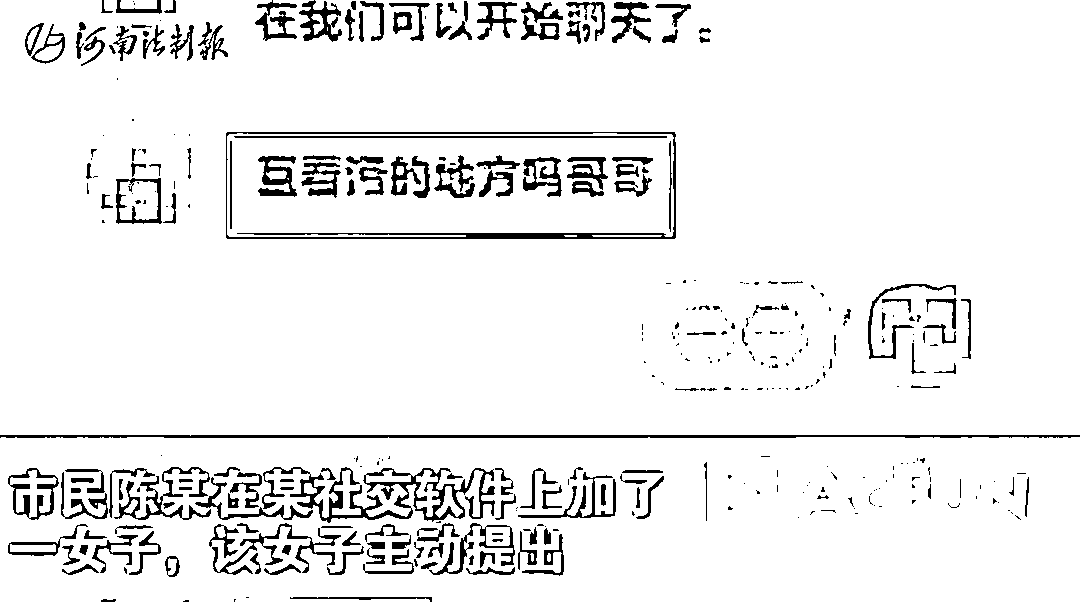 在我们可以开始聊天了。
河南法制报
互看污的地方吗哥哥
市民陈某在某社交软件上加了
一女子，该女子主动提出